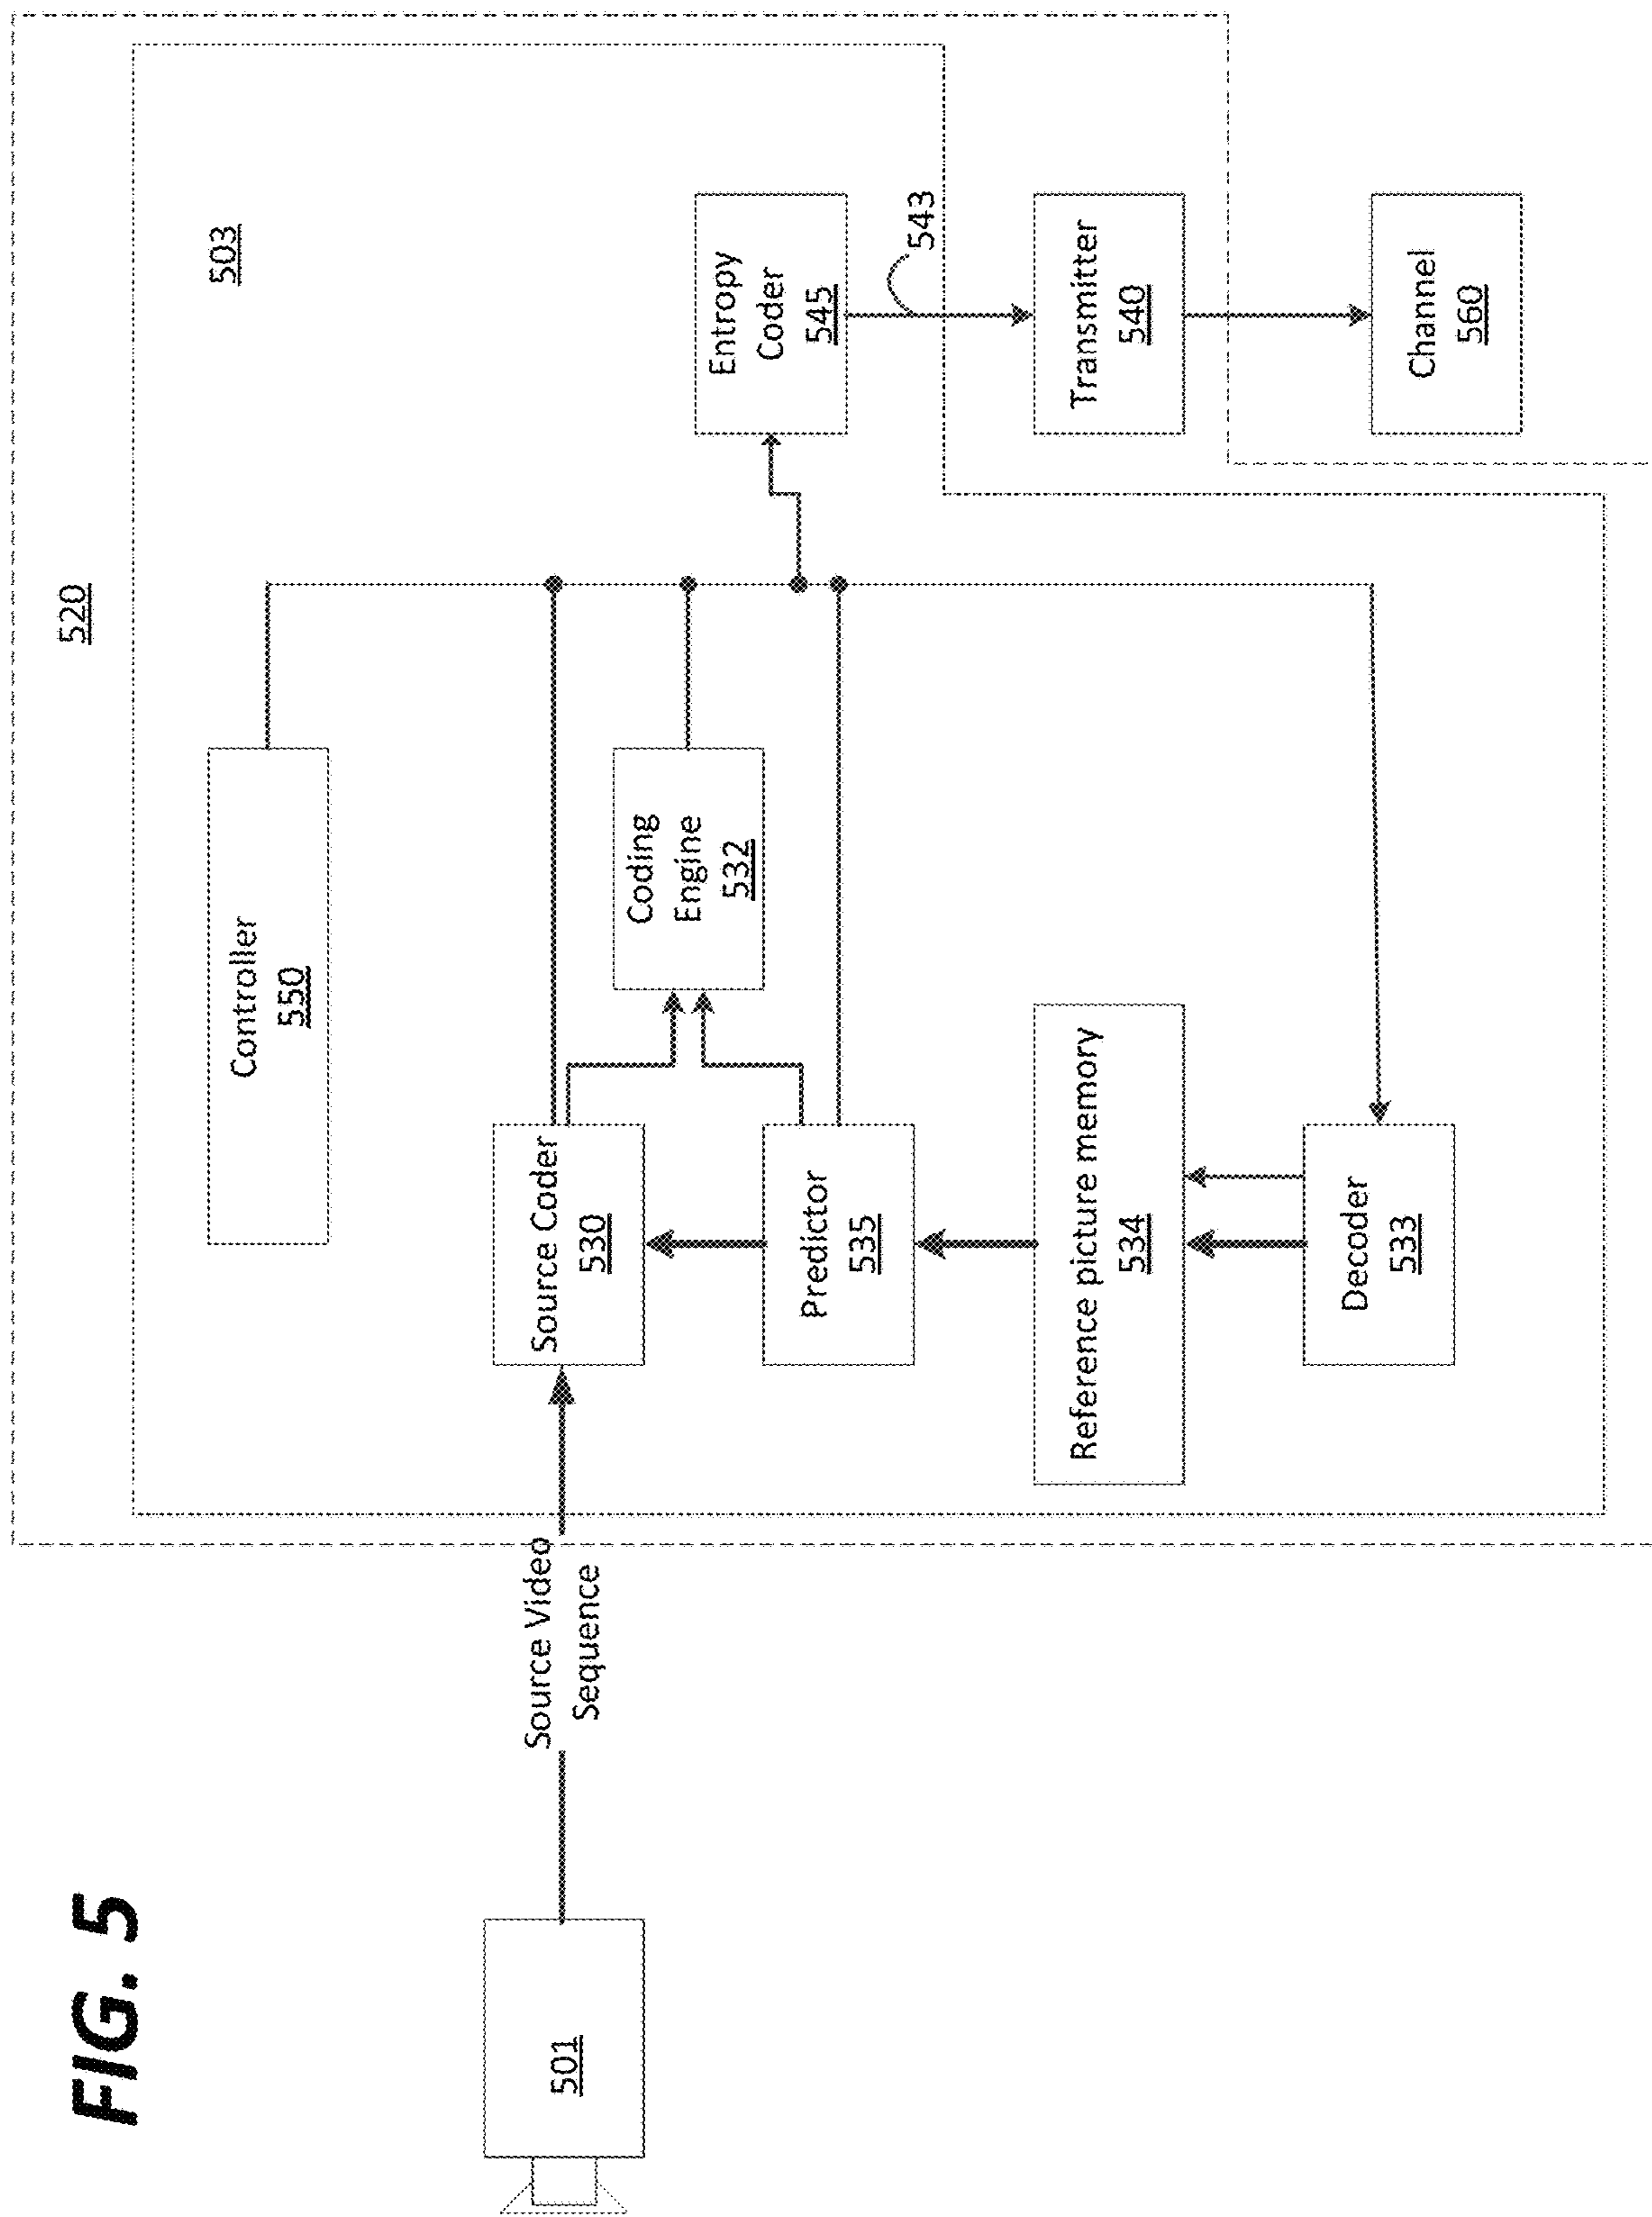 FIG. 5
520
503
Controller
550
501
Source Video
Sequence
Source Coder
530
Coding
Engine
532
Entropy
Coder
545
543
Predictor
535
Reference picture memory
534
Transmitter
540
Decoder
533
Channel
560